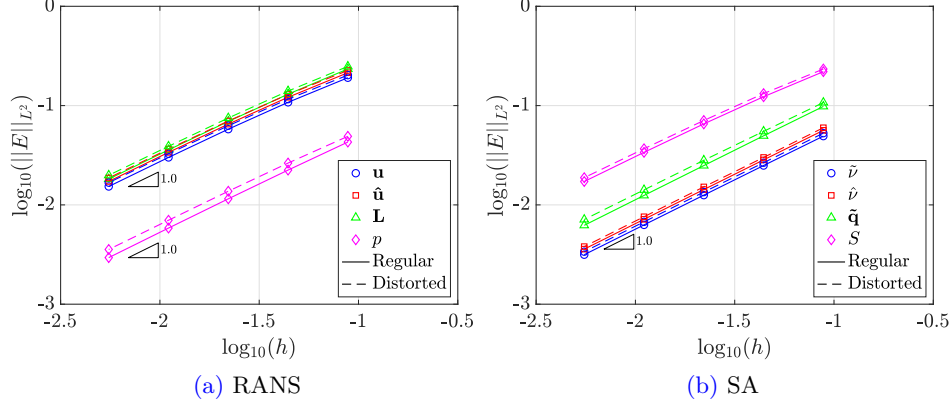 0
-1
-2
-3
-2.5 -2 -1.5 -1 -0.5
log10(h)
log10(||E||L2)
1.0
1.0
u
û
L
p
Regular
Distorted
(a) RANS
0
-1
-2
-3
-2.5 -2 -1.5 -1 -0.5
log10(h)
log10(||E||L2)
1.0
ν̃
ν̂
q̃
S
Regular
Distorted
(b) SA